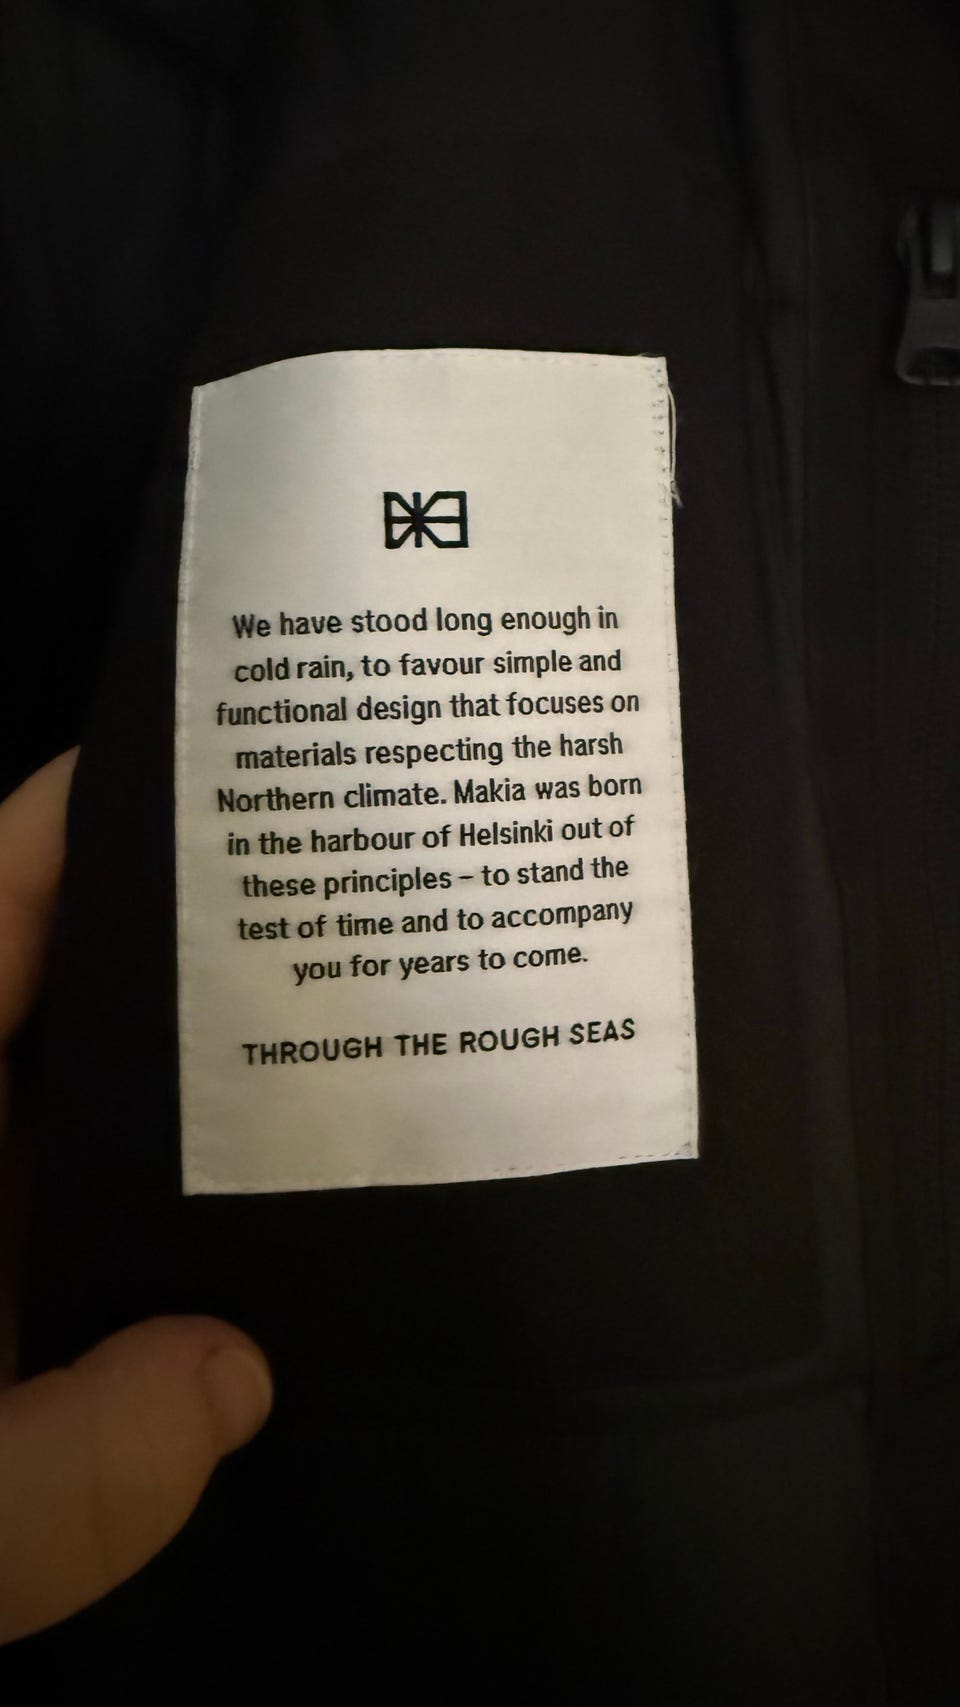 We have stood long enough in
cold rain, to favour simple and
functional design that focuses on
materials respecting the harsh
Northern climate. Makia was born
in the harbour of Helsinki out of
these principles – to stand the
test of time and to accompany
you for years to come.
THROUGH THE ROUGH SEAS